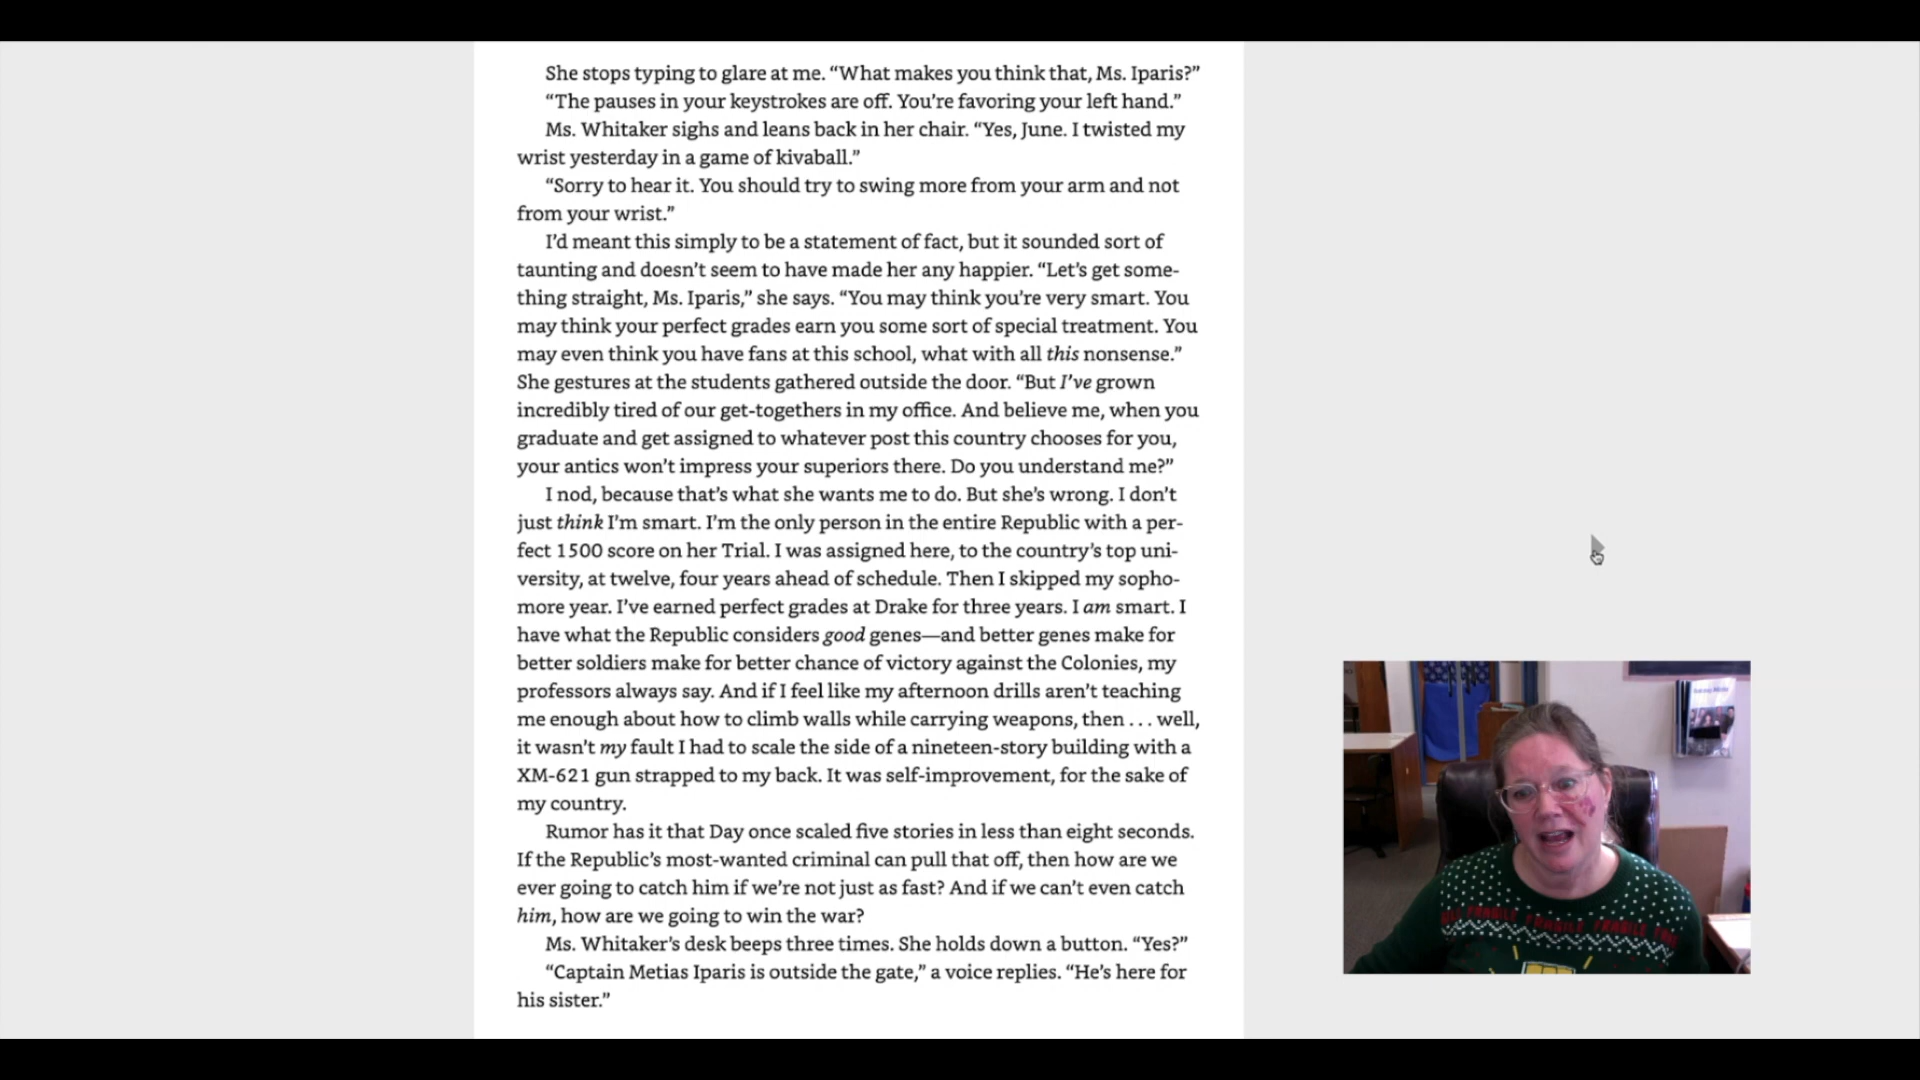 She stops typing to glare at me. “What makes you think that, Ms. Iparis?”
“The pauses in your keystrokes are off. You’re favoring your left hand.”
Ms. Whitaker sighs and leans back in her chair. “Yes, June. I twisted my
wrist yesterday in a game of kivaball.”
“Sorry to hear it. You should try to swing more from your arm and not
from your wrist.”
I’d meant this simply to be a statement of fact, but it sounded sort of
taunting and doesn’t seem to have made her any happier. “Let’s get some-
thing straight, Ms. Iparis,” she says. “You may think you’re very smart. You
may think your perfect grades earn you some sort of special treatment. You
may even think you have fans at this school, what with all this nonsense.”
She gestures at the students gathered outside the door. “But I’ve grown
incredibly tired of our get-togethers in my office. And believe me, when you
graduate and get assigned to whatever post this country chooses for you,
your antics won’t impress your superiors there. Do you understand me?”
I nod, because that’s what she wants me to do. But she’s wrong. I don’t
just think I’m smart. I’m the only person in the entire Republic with a per-
fect 1500 score on her Trial. I was assigned here, to the country’s top uni-
versity, at twelve, four years ahead of schedule. Then I skipped my sopho-
more year. I’ve earned perfect grades at Drake for three years. I am smart. I
have what the Republic considers good genes—and better genes make for
better soldiers make for better chance of victory against the Colonies, my
professors always say. And if I feel like my afternoon drills aren’t teaching
me enough about how to climb walls while carrying weapons, then . . . well,
it wasn’t my fault I had to scale the side of a nineteen-story building with a
XM-621 gun strapped to my back. It was self-improvement, for the sake of
my country.
Rumor has it that Day once scaled five stories in less than eight seconds.
If the Republic’s most-wanted criminal can pull that off, then how are we
ever going to catch him if we’re not just as fast? And if we can’t even catch
him, how are we going to win the war?
Ms. Whitaker’s desk beeps three times. She holds down a button. “Yes?”
“Captain Metias Iparis is outside the gate,” a voice replies. “He’s here for
his sister.”
FRAGILE FRAGILE FRAGILE